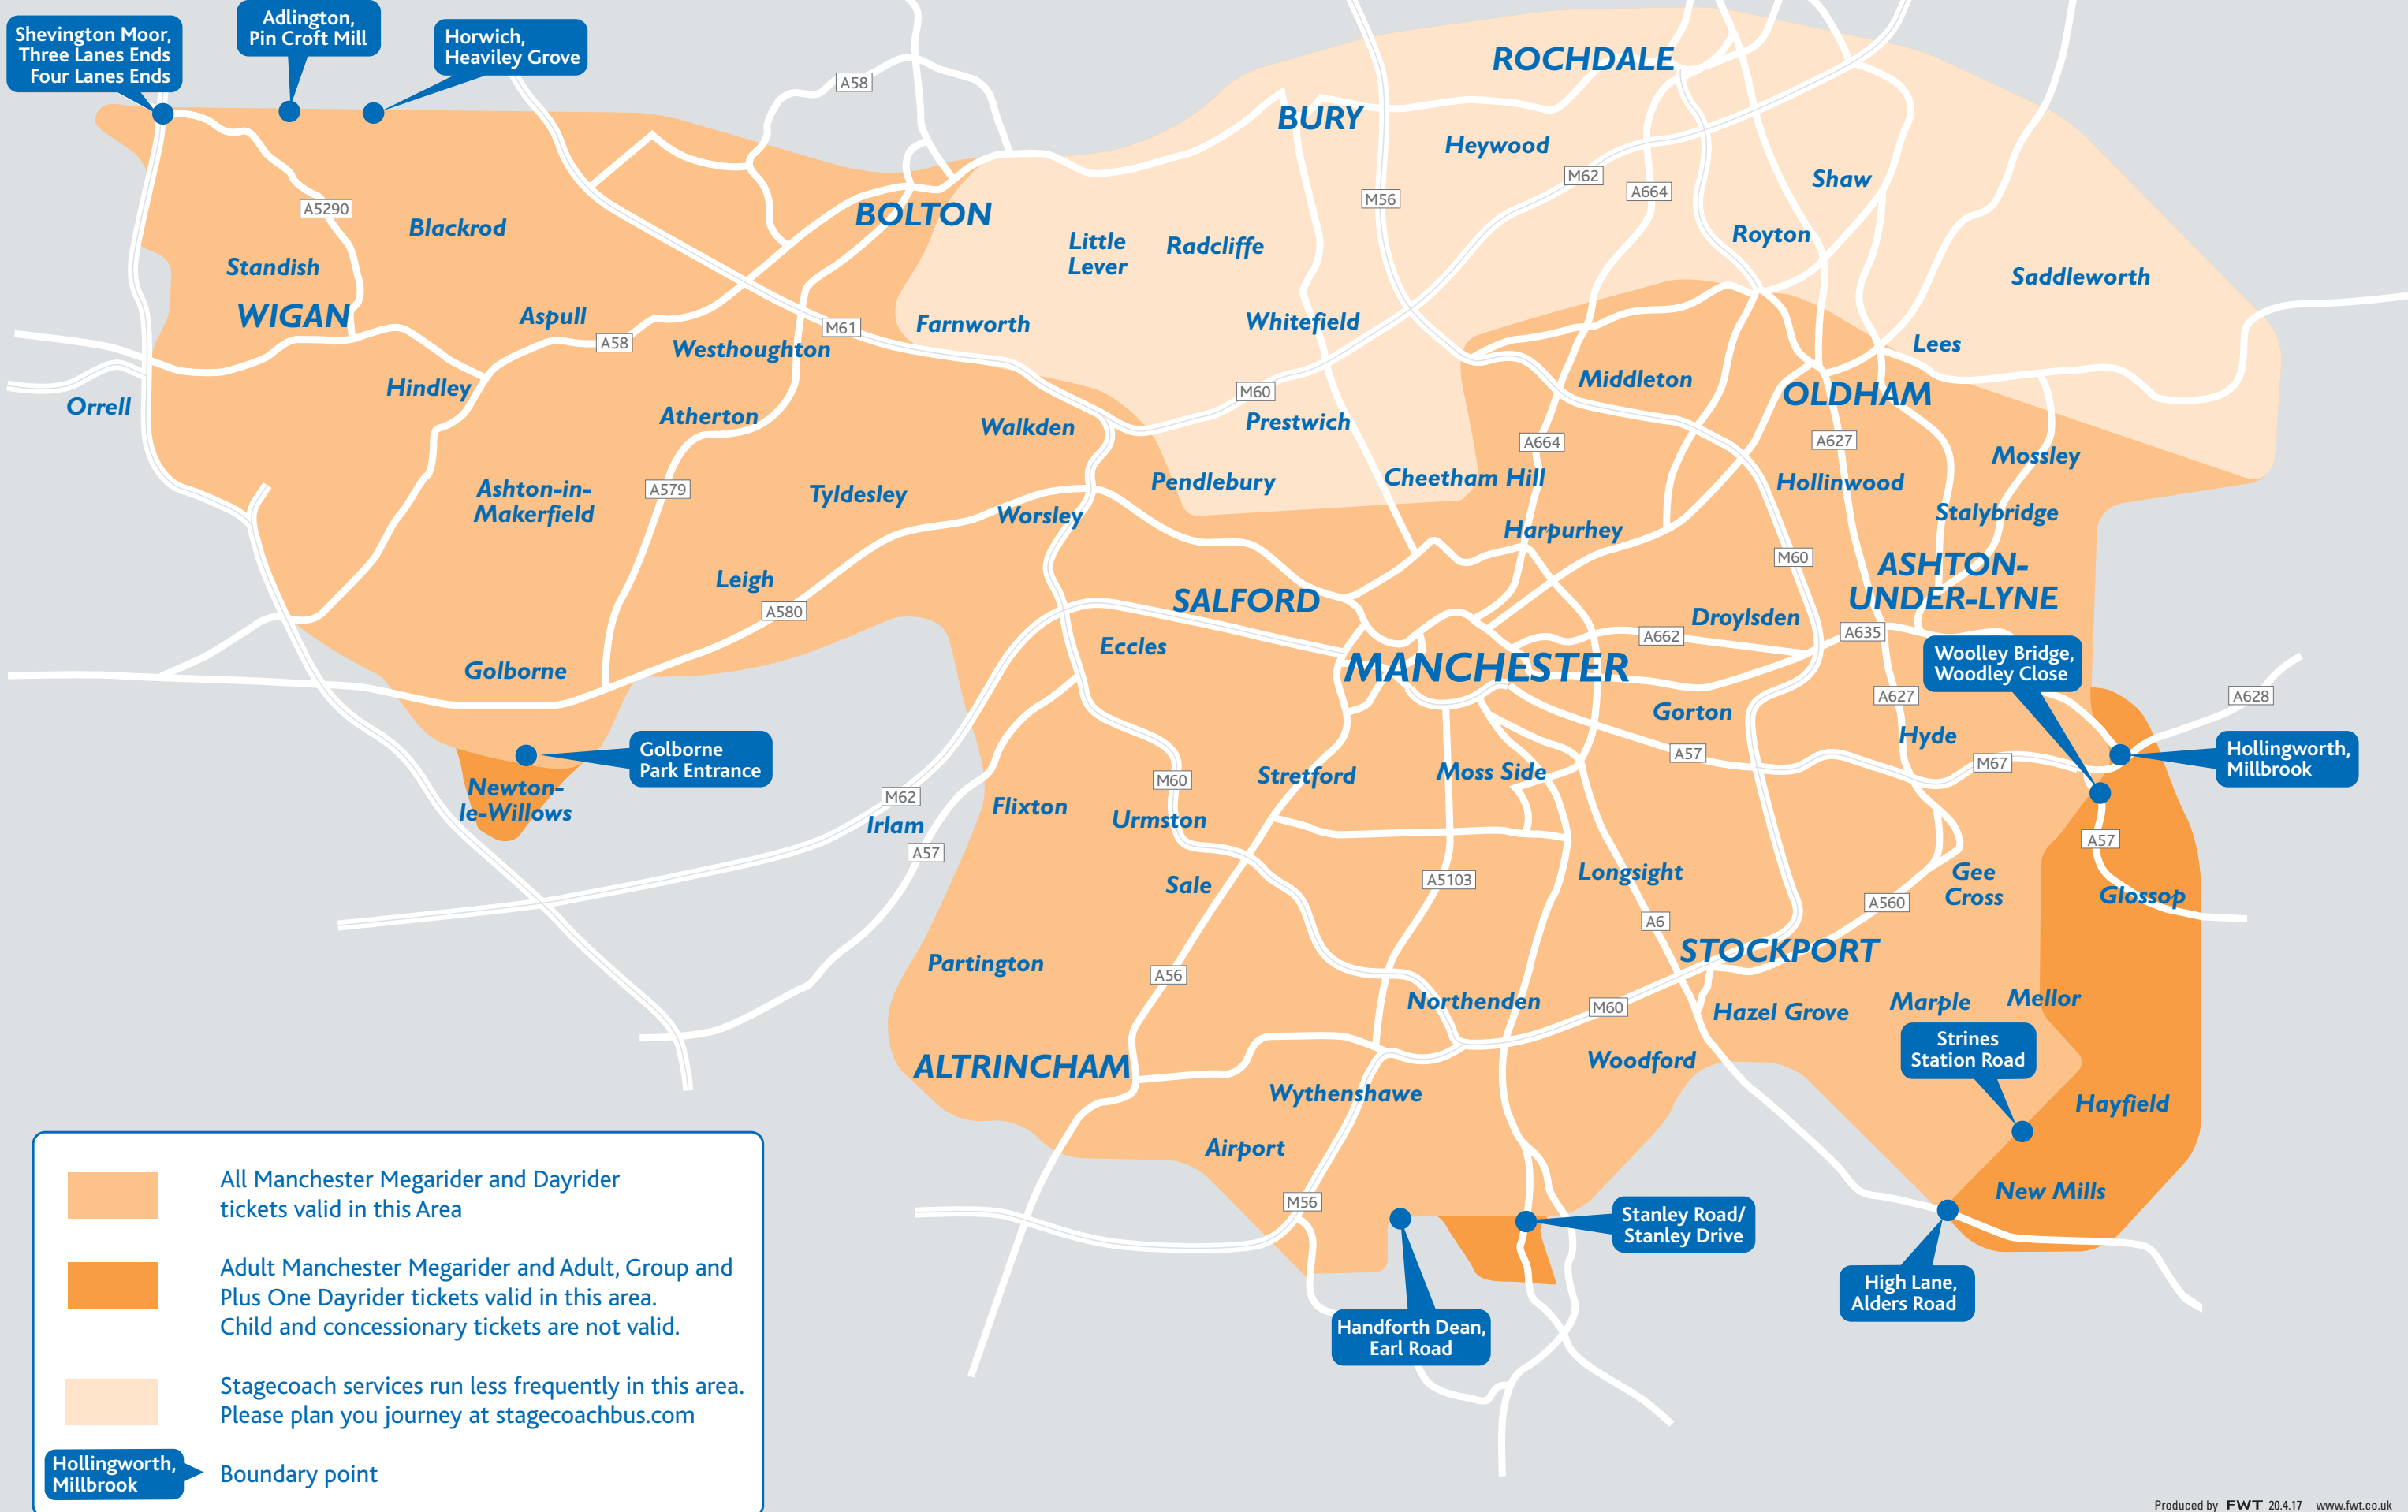 Shevington Moor,
Three Lanes Ends
Four Lanes Ends
Adlington,
Pin Croft Mill
Horwich,
Heaviley Grove
A58
ROCHDALE
BURY
Heywood
M62
A664
M56
Shaw
A5290
Blackrod
BOLTON
Little
Lever
Radcliffe
Royton
Standish
Saddleworth
WIGAN
Aspull
A58
M61
Farnworth
Whitefield
Westhoughton
Lees
Hindley
Orrell
Atherton
Walkden
M60
Prestwich
Middleton
OLDHAM
A664
A627
Mossley
Ashton-in-
Makerfield
A579
Tyldesley
Worsley
Pendlebury
Cheetham Hill
Hollinwood
Stalybridge
Harpurhey
M60
ASHTON-
UNDER-LYNE
Leigh
A580
SALFORD
Droylsden
A662
A635
Eccles
MANCHESTER
Woolley Bridge,
Woodley Close
Golborne
A627
A628
Gorton
Hyde
Golborne
Park Entrance
Hollingworth,
Millbrook
A57
M67
Newton-
le-Willows
M62
Irlam
A57
Flixton
M60
Urmston
Stretford
Moss Side
A57
Sale
A5103
Longsight
Gee
Cross
Glossop
A560
A6
STOCKPORT
Partington
A56
Northenden
M60
Hazel Grove
Marple
Mellor
Strines
Station Road
ALTRINCHAM
Woodford
Wythenshawe
Hayfield
Airport
M56
New Mills
Stanley Road/
Stanley Drive
Handforth Dean,
Earl Road
High Lane,
Alders Road
All Manchester Megarider and Dayrider
tickets valid in this Area
Adult Manchester Megarider and Adult, Group and
Plus One Dayrider tickets valid in this area.
Child and concessionary tickets are not valid.
Stagecoach services run less frequently in this area.
Please plan you journey at stagecoachbus.com
Hollingworth,
Millbrook
Boundary point
Produced by FWT 20.4.17 www.fwt.co.uk